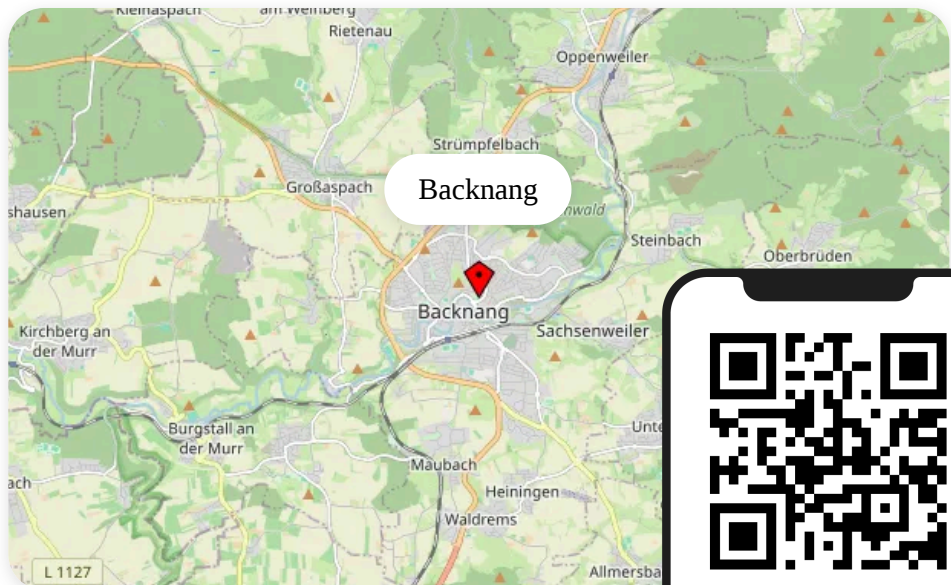 Kleinaspach
am Weinberg
Rietenau
Oppenweiler
Strümpfelbach
Großaspach
Backnang
nwald
shausen
Steinbach
Oberbrüden
Backnang
Kirchberg an
der Murr
Sachsenweiler
Burgstall an
der Murr
Unte
Maubach
ach
Heiningen
Waldrems
L 1127
Allmersba